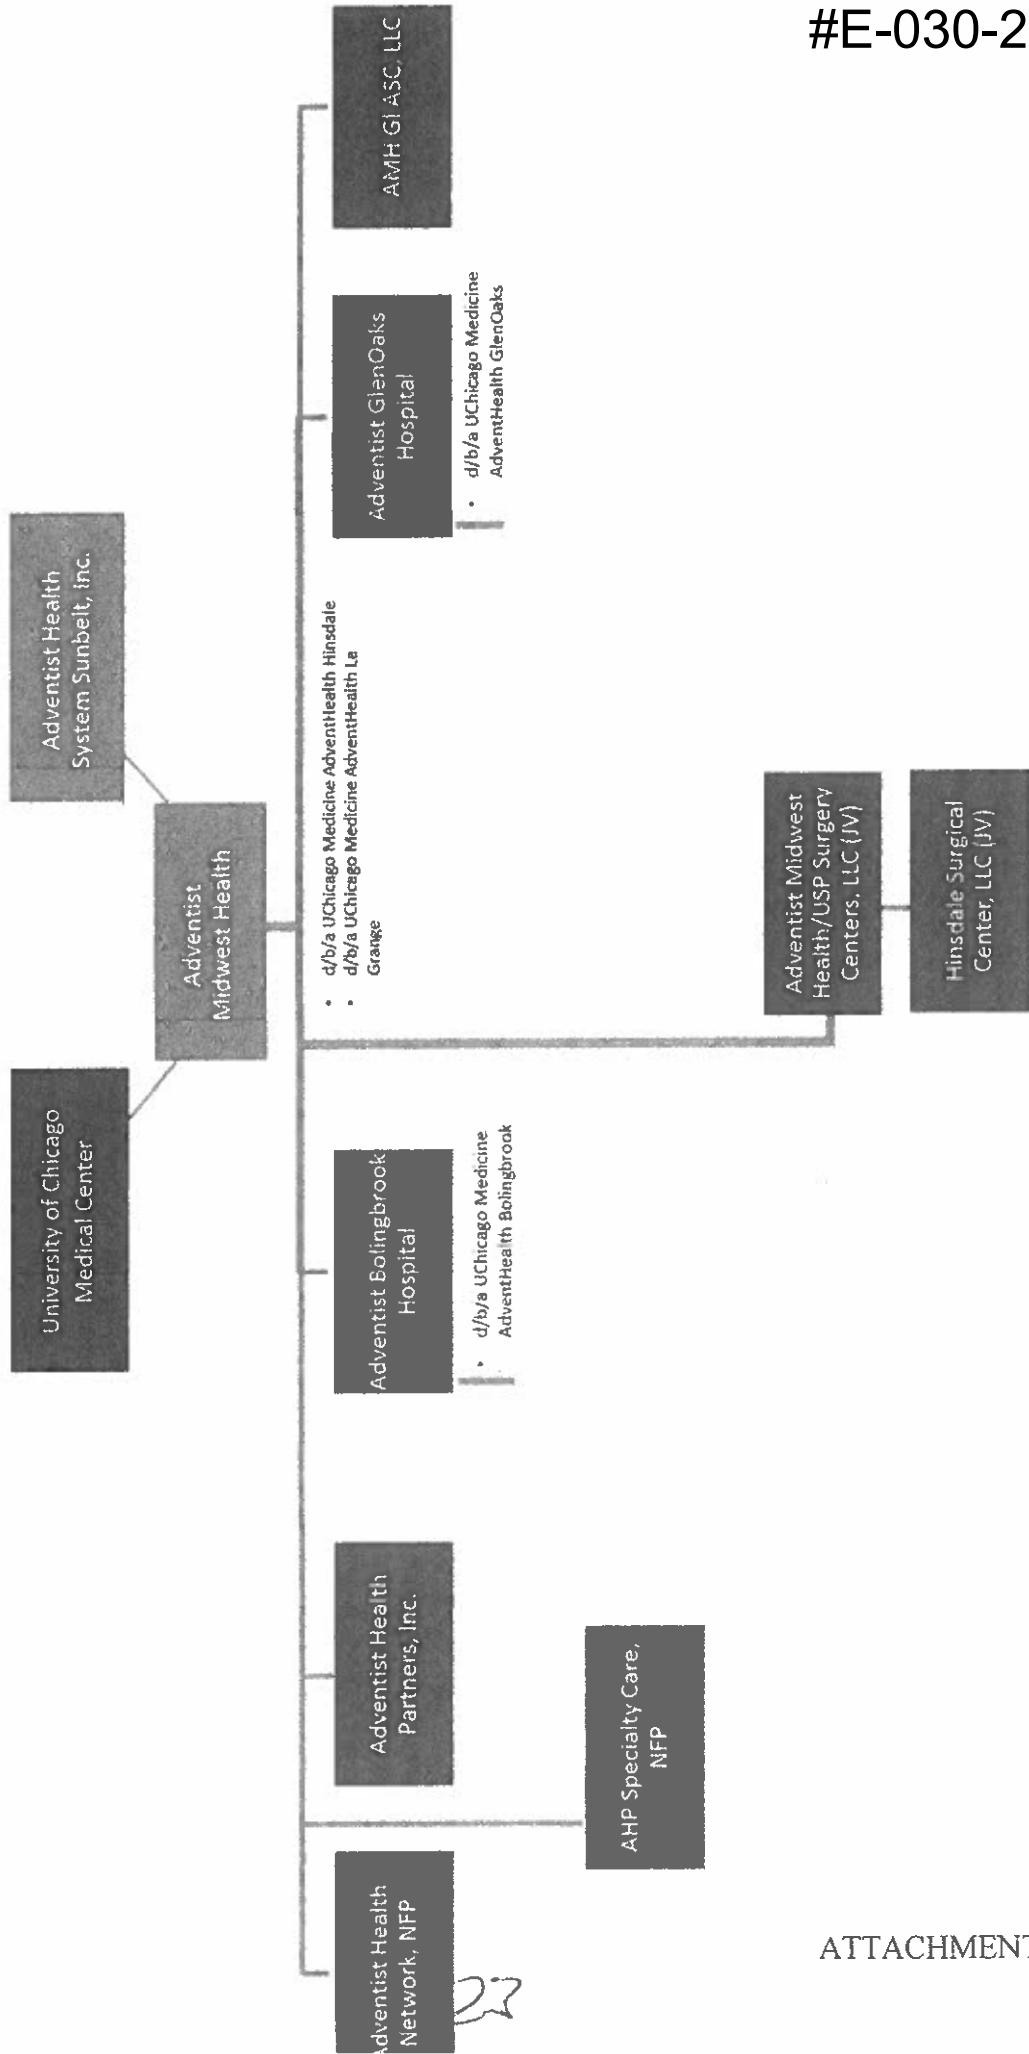 #E-030-2
University of Chicago
Medical Center
Adventist Health
System Sunbelt, Inc.
Adventist
Midwest Health
• d/b/a UChicago Medicine AdventHealth Hinsdale
• d/b/a UChicago Medicine AdventHealth La
Grange
Adventist Health
Network, NFP
Adventist Health
Partners, Inc.
Adventist Bolingbrook
Hospital
• d/b/a UChicago Medicine
AdventHealth Bolingbrook
Adventist GlenOaks
Hospital
• d/b/a UChicago Medicine
AdventHealth GlenOaks
AMH GI ASC, LLC
AHP Specialty Care,
NFP
Adventist Midwest
Health/USP Surgery
Centers, LLC (JV)
Hinsdale Surgical
Center, LLC (JV)
ATTACHMENT